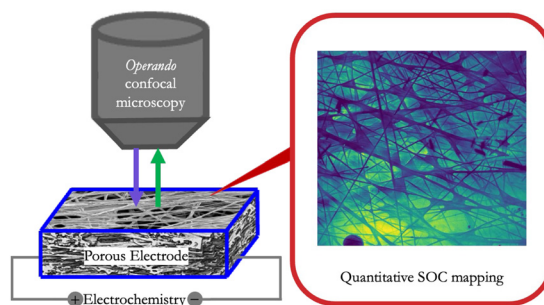 Operando
confocal
microscopy
Porous Electrode
+ Electrochemistry −
Quantitative SOC mapping